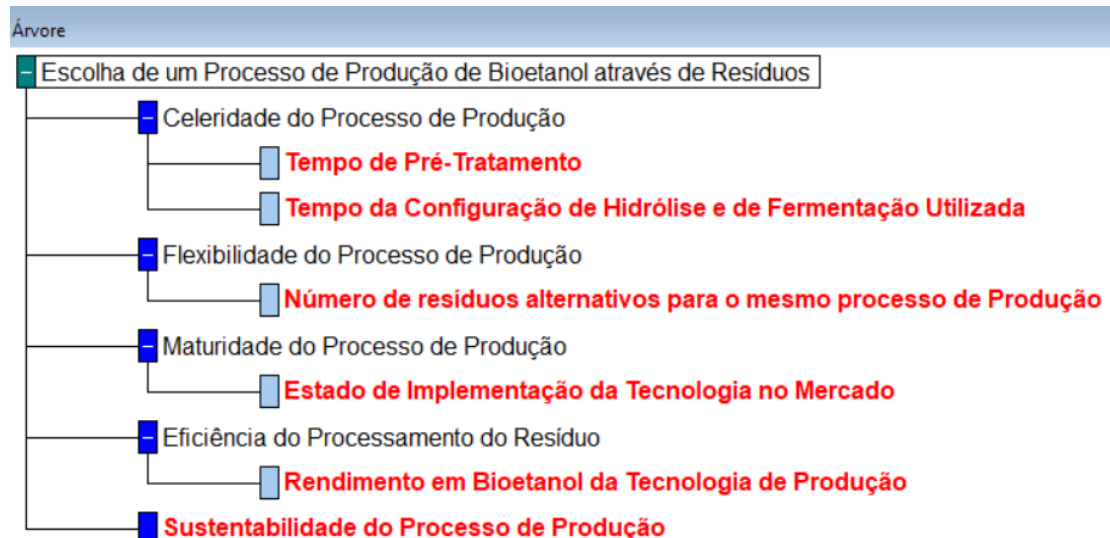 Árvore
Escolha de um Processo de Produção de Bioetanol através de Resíduos
Celeridade do Processo de Produção
Tempo de Pré-Tratamento
Tempo da Configuração de Hidrólise e de Fermentação Utilizada
Flexibilidade do Processo de Produção
Número de resíduos alternativos para o mesmo processo de Produção
Maturidade do Processo de Produção
Estado de Implementação da Tecnologia no Mercado
Eficiência do Processamento do Resíduo
Rendimento em Bioetanol da Tecnologia de Produção
Sustentabilidade do Processo de Produção